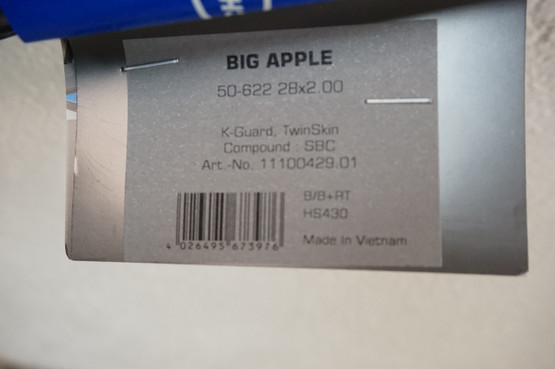 BIG APPLE
50-622 28x2.00
K-Guard, TwinSkin
Compound : SBC
Art.-No. 11100429.01
B/B+RT
HS430
4 026495 673976
Made In Vietnam